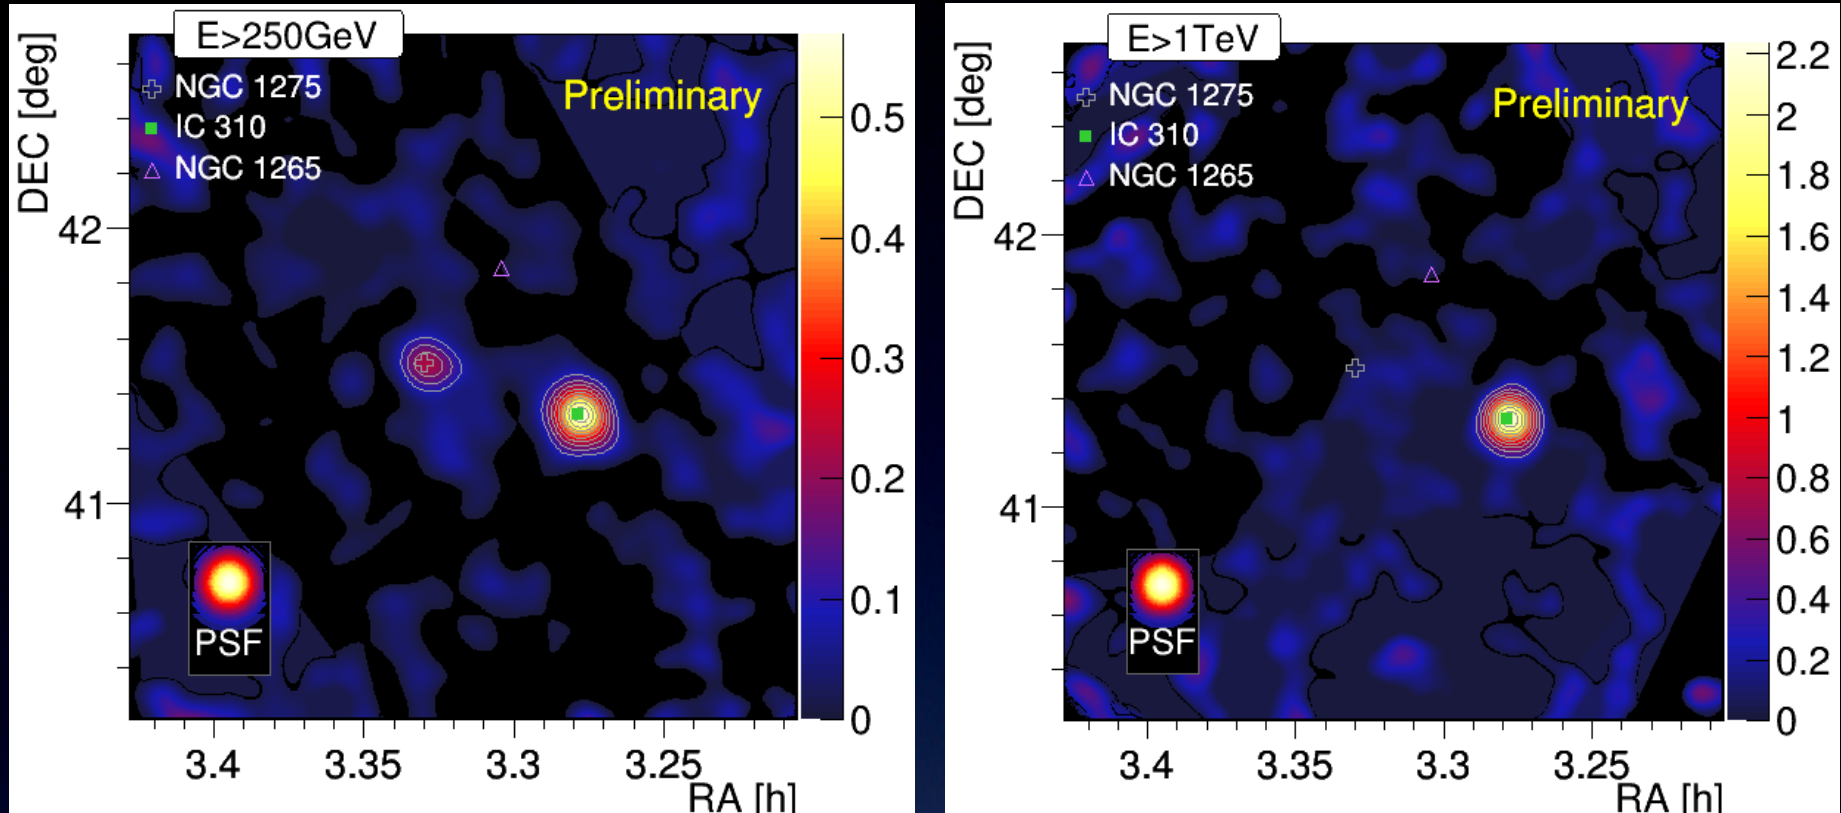 E>250GeV
NGC 1275
IC 310
NGC 1265
Preliminary
DEC [deg]
42
41
PSF
3.4
3.35
3.3
3.25
RA [h]
0.5
0.4
0.3
0.2
0.1
0
E>1TeV
NGC 1275
IC 310
NGC 1265
Preliminary
DEC [deg]
42
41
PSF
3.4
3.35
3.3
3.25
RA [h]
2.2
2
1.8
1.6
1.4
1.2
1
0.8
0.6
0.4
0.2
0